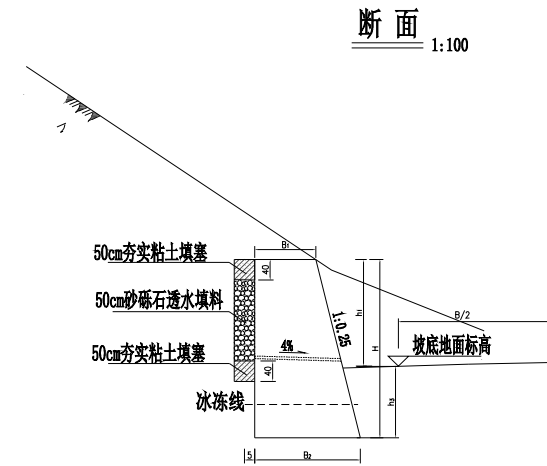 断 面
1:100
50cm夯实粘土填塞
B₁
40
50cm砂砾石透水填料
1:0.25
h₁
H
B/2
4%
坡底地面标高
50cm夯实粘土填塞
40
冰冻线
h₃
5
B₂